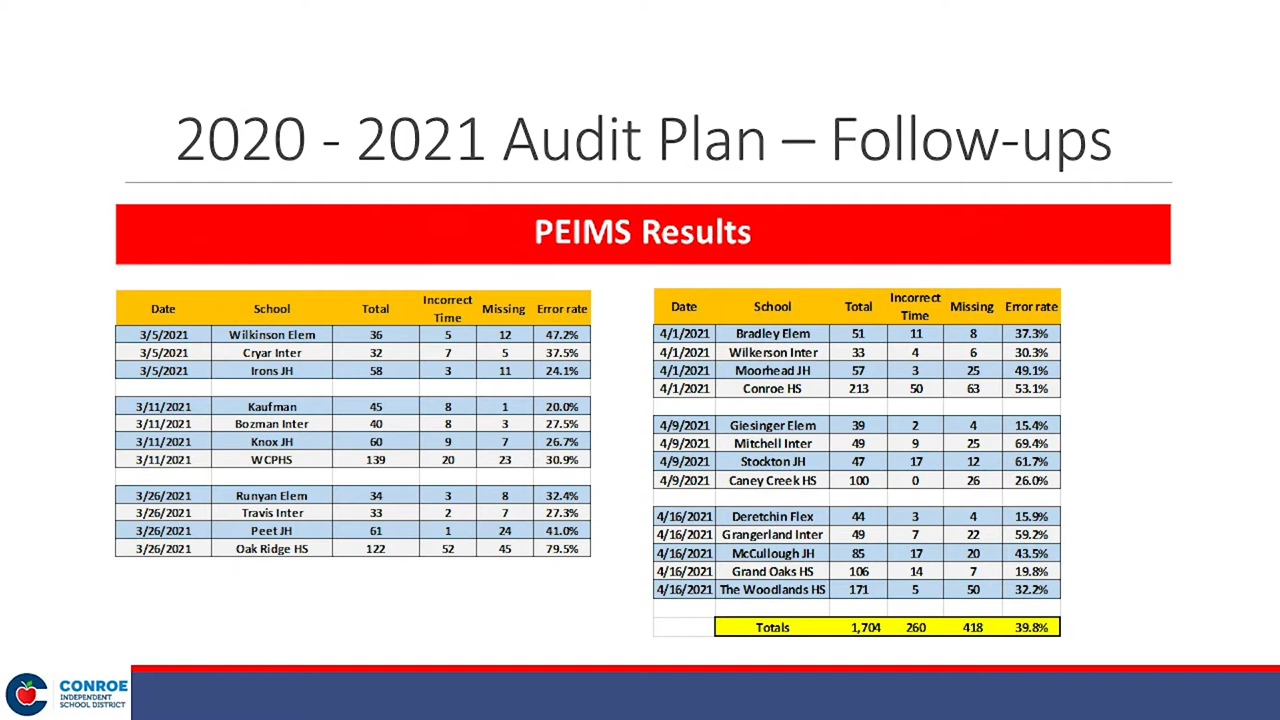 2020 - 2021 Audit Plan – Follow-ups
PEIMS Results
Date School Total Incorrect Time Missing Error rate
3/5/2021 Wilkinson Elem 36 5 12 47.2%
3/5/2021 Cryar Inter 32 7 5 37.5%
3/5/2021 Irons JH 58 3 11 24.1%
3/11/2021 Kaufman 45 8 1 20.0%
3/11/2021 Bozman Inter 40 8 3 27.5%
3/11/2021 Knox JH 60 9 7 26.7%
3/11/2021 WCPHS 139 20 23 30.9%
3/26/2021 Runyan Elem 34 3 8 32.4%
3/26/2021 Travis Inter 33 2 7 27.3%
3/26/2021 Peet JH 61 1 24 41.0%
3/26/2021 Oak Ridge HS 122 52 45 79.5%
Date School Total Incorrect Time Missing Error rate
4/1/2021 Bradley Elem 51 11 8 37.3%
4/1/2021 Wilkerson Inter 33 4 6 30.3%
4/1/2021 Moorhead JH 57 3 25 49.1%
4/1/2021 Conroe HS 213 50 63 53.1%
4/9/2021 Giesinger Elem 39 2 4 15.4%
4/9/2021 Mitchell Inter 49 9 25 69.4%
4/9/2021 Stockton JH 47 17 12 61.7%
4/9/2021 Caney Creek HS 100 0 26 26.0%
4/16/2021 Deretchin Flex 44 3 4 15.9%
4/16/2021 Grangerland Inter 49 7 22 59.2%
4/16/2021 McCullough JH 85 17 20 43.5%
4/16/2021 Grand Oaks HS 106 14 7 19.8%
4/16/2021 The Woodlands HS 171 5 50 32.2%
Totals 1,704 260 418 39.8%
CONROE
INDEPENDENT
SCHOOL DISTRICT